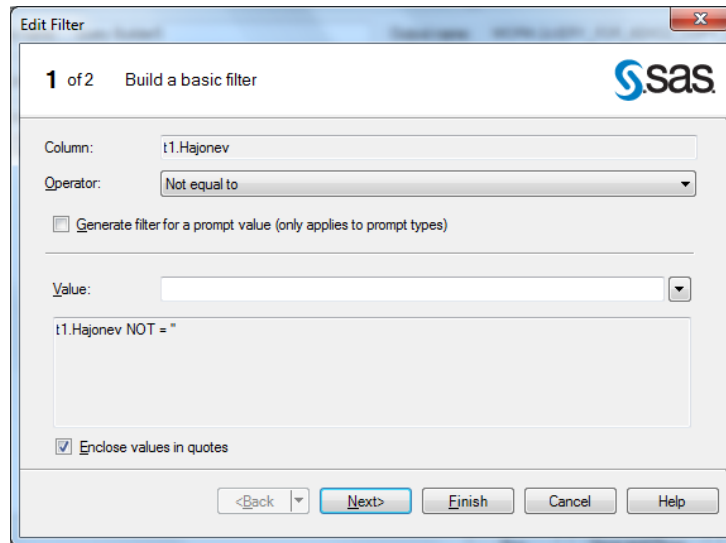 Edit Filter
1 of 2 Build a basic filter
sas
Column: t1.Hajonev
Operator: Not equal to
Generate filter for a prompt value (only applies to prompt types)
Value:
t1.Hajonev NOT = ''
Enclose values in quotes
<Back Next> Finish Cancel Help